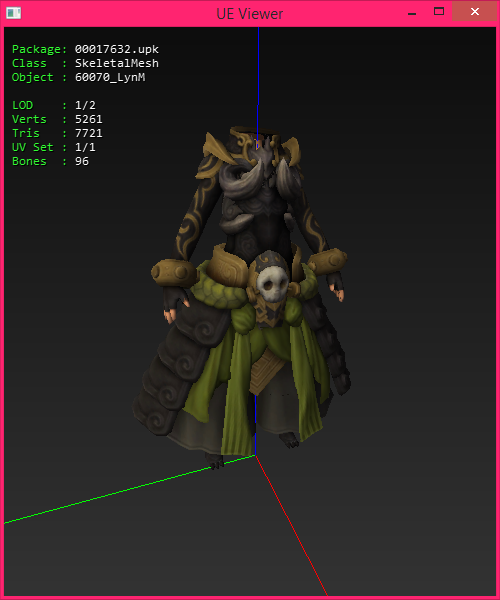 UE Viewer
Package: 00017632.upk
Class : SkeletalMesh
Object : 60070_LynM
LOD : 1/2
Verts : 5261
Tris : 7721
UV Set : 1/1
Bones : 96